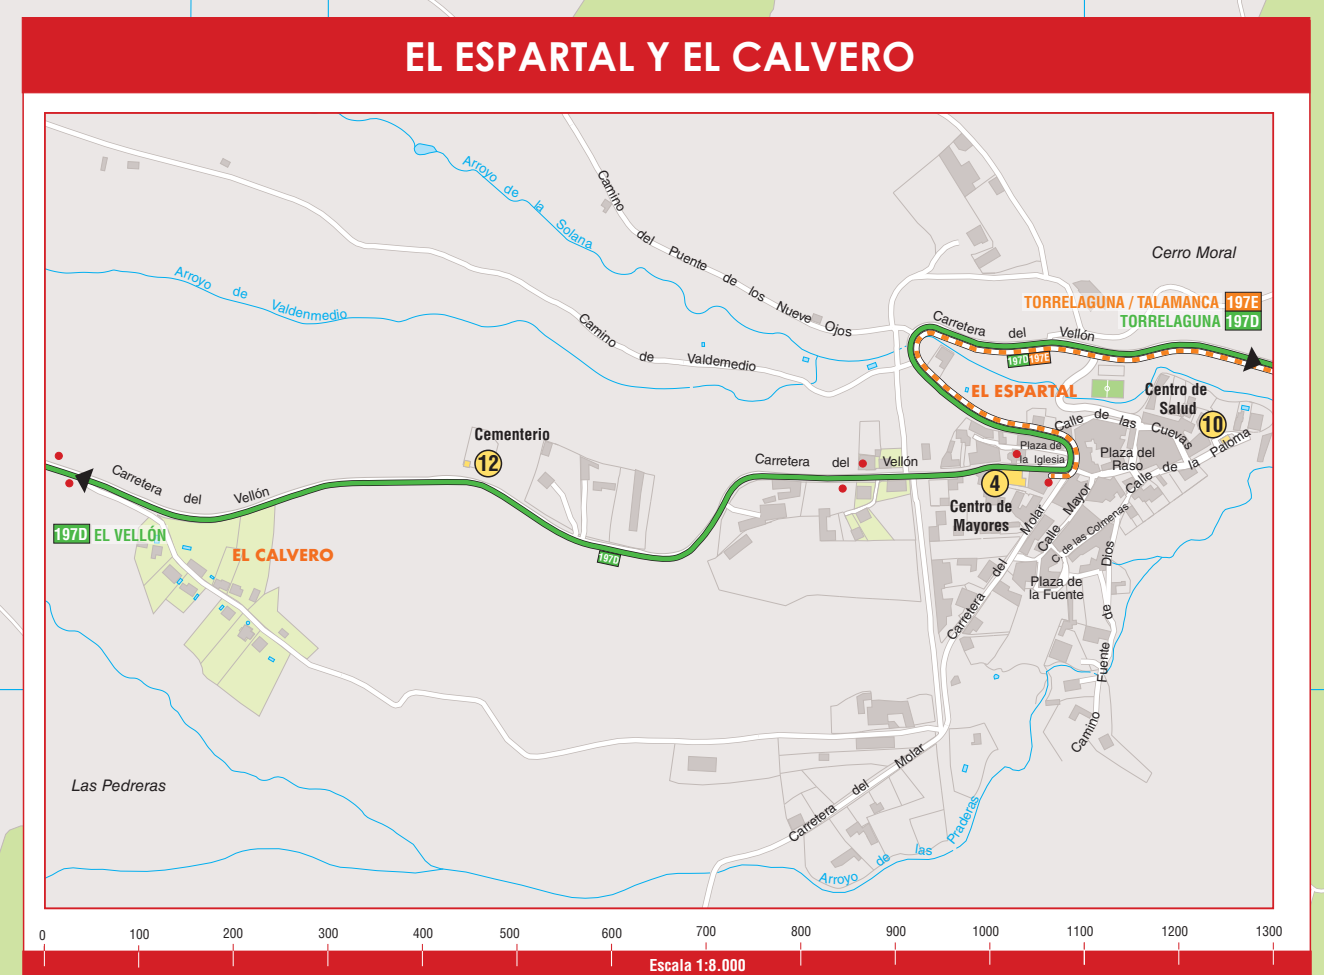 EL ESPARTAL Y EL CALVERO
Arroyo de la Solana
Camino del Puente de los Nueve Ojos
Cerro Moral
Arroyo de Valdenmedio
TORRELAGUNA / TALAMANCA 197E
TORRELAGUNA 197D
Carretera del Vellón
Camino de Valdemedio
197D 197E
EL ESPARTAL
Centro de
Salud
10
Calle de las Cuevas
Cementerio
12
Plaza de
la Iglesia
Plaza del
Raso
Calle de la Paloma
Carretera del Vellón
Carretera del Vellón
4
Centro de
Mayores
Calle Mayor
C. de las Colmenas
197D EL VELLÓN
EL CALVERO
197D
Carretera del Molar
Plaza de
la Fuente
Camino Fuente de Dios
Las Pedreras
Carretera del Molar
Arroyo de las Praderas
0 100 200 300 400 500 600 700 800 900 1000 1100 1200 1300
Escala 1:8.000